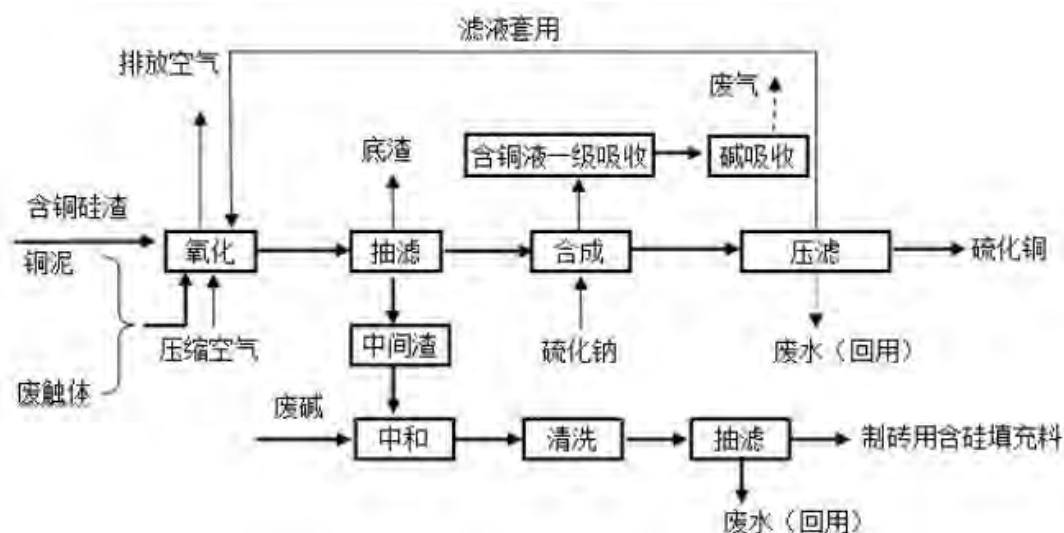 滤液套用
排放空气
废气
底渣
含铜液一级吸收
碱吸收
含铜硅渣
氧化
抽滤
合成
压滤
硫化铜
铜泥
压缩空气
中间渣
硫化钠
废水（回用）
废触体
废碱
中和
清洗
抽滤
制砖用含硅填充料
废水（回用）